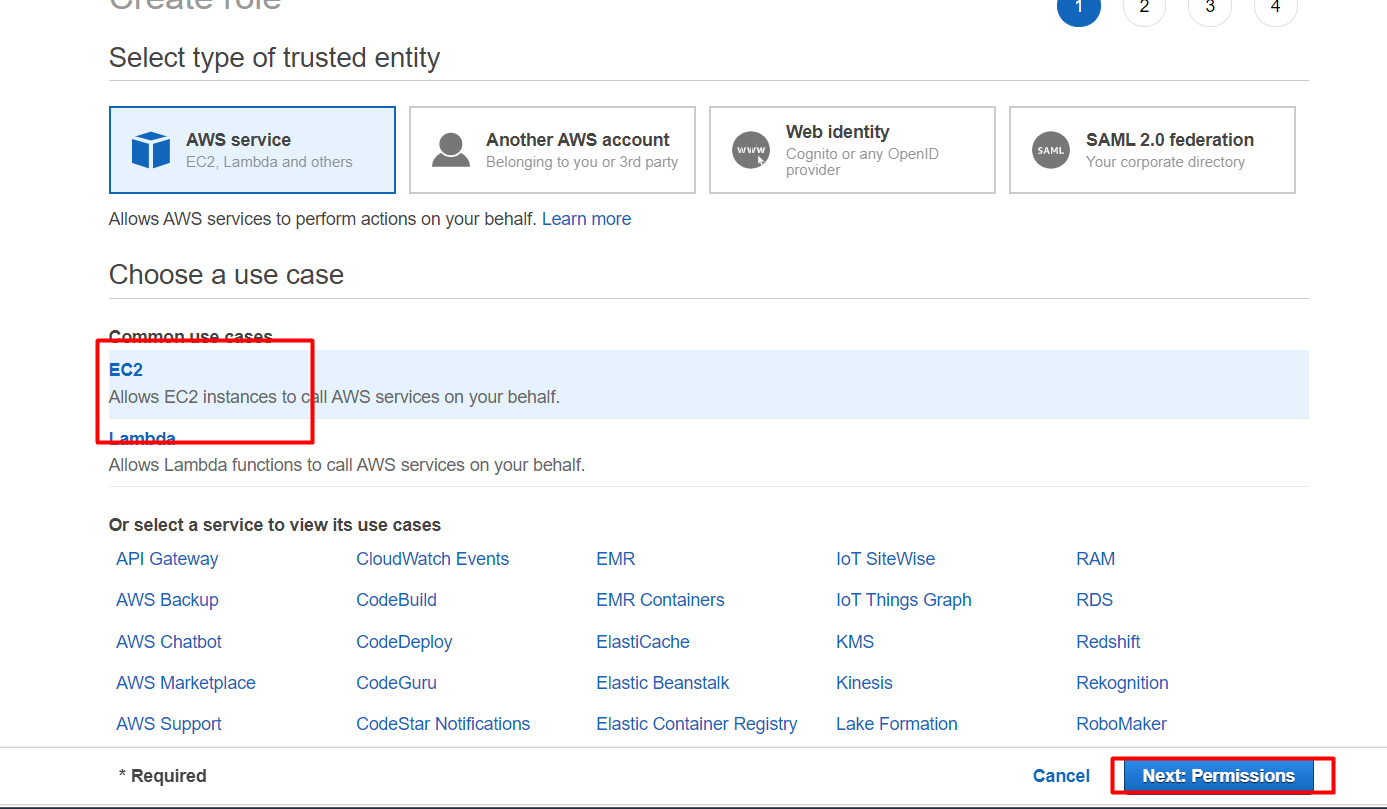 Create role
1 2 3 4
Select type of trusted entity
AWS service
EC2, Lambda and others
Another AWS account
Belonging to you or 3rd party
www
Web identity
Cognito or any OpenID
provider
SAML
SAML 2.0 federation
Your corporate directory
Allows AWS services to perform actions on your behalf. Learn more
Choose a use case
Common use cases
EC2
Allows EC2 instances to call AWS services on your behalf.
Lambda
Allows Lambda functions to call AWS services on your behalf.
Or select a service to view its use cases
API Gateway CloudWatch Events EMR IoT SiteWise RAM
AWS Backup CodeBuild EMR Containers IoT Things Graph RDS
AWS Chatbot CodeDeploy ElastiCache KMS Redshift
AWS Marketplace CodeGuru Elastic Beanstalk Kinesis Rekognition
AWS Support CodeStar Notifications Elastic Container Registry Lake Formation RoboMaker
* Required Cancel Next: Permissions